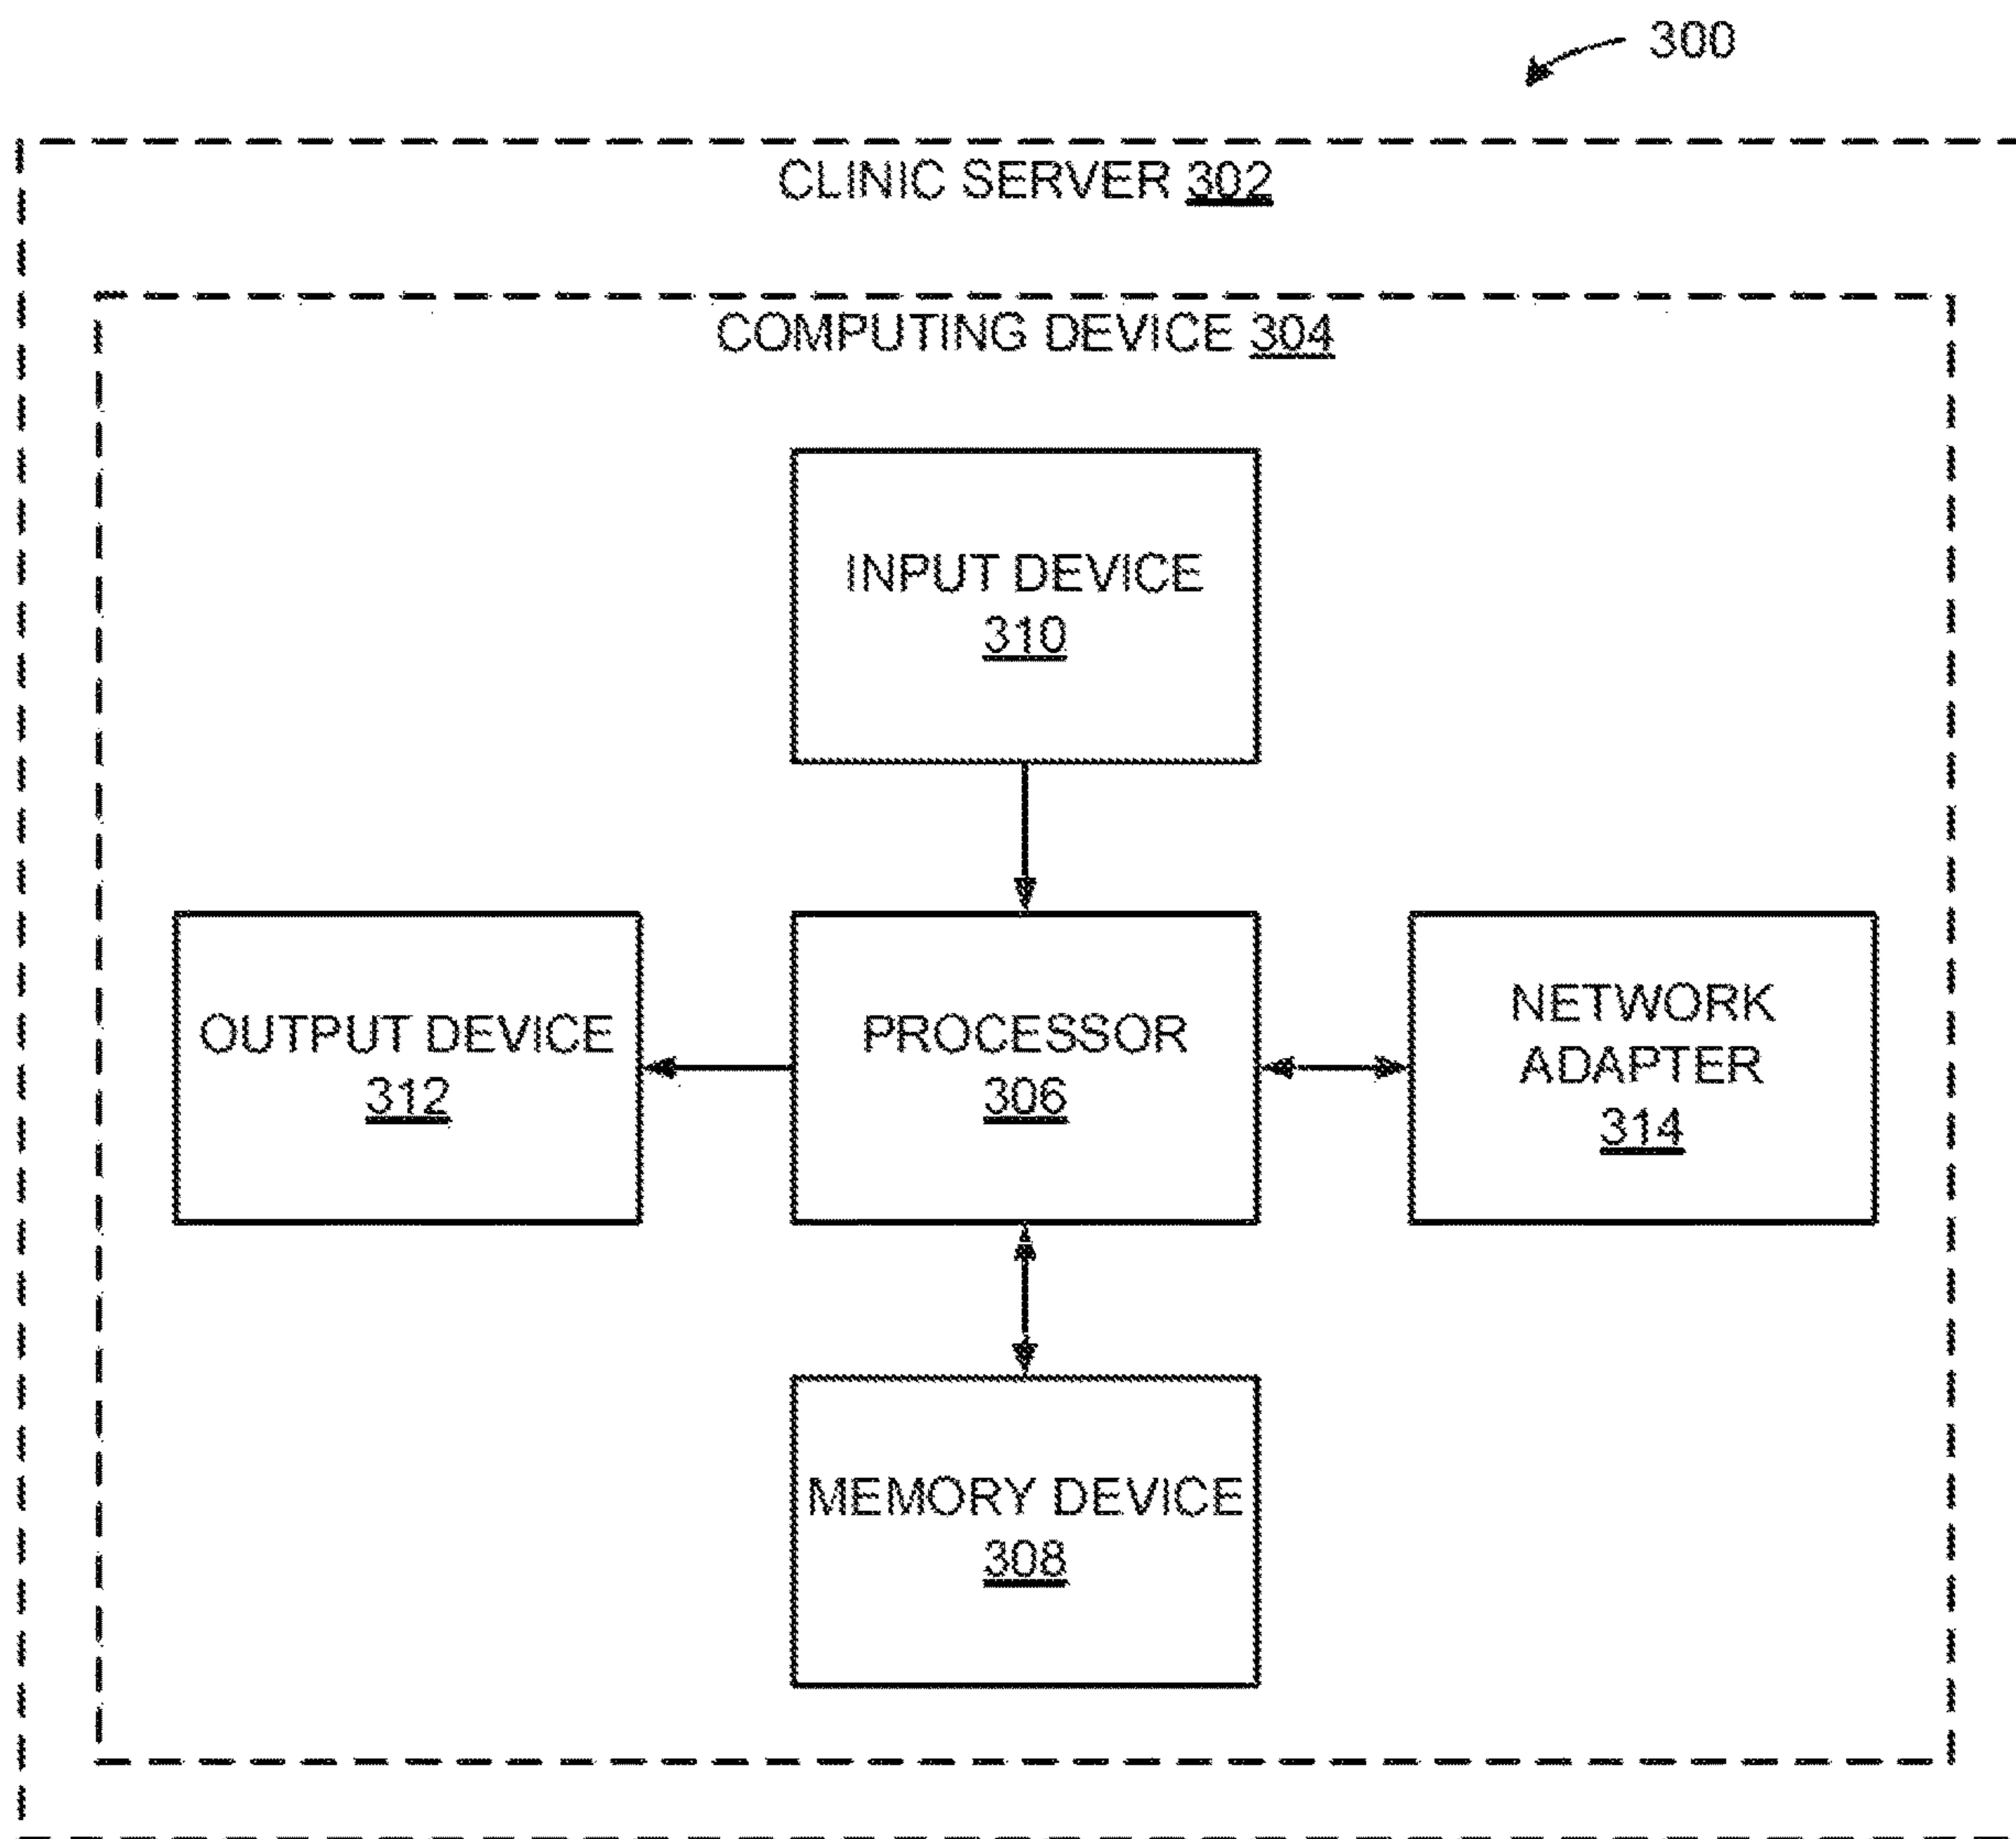 300
CLINIC SERVER 302
COMPUTING DEVICE 304
INPUT DEVICE
310
OUTPUT DEVICE
312
PROCESSOR
306
NETWORK
ADAPTER
314
MEMORY DEVICE
308